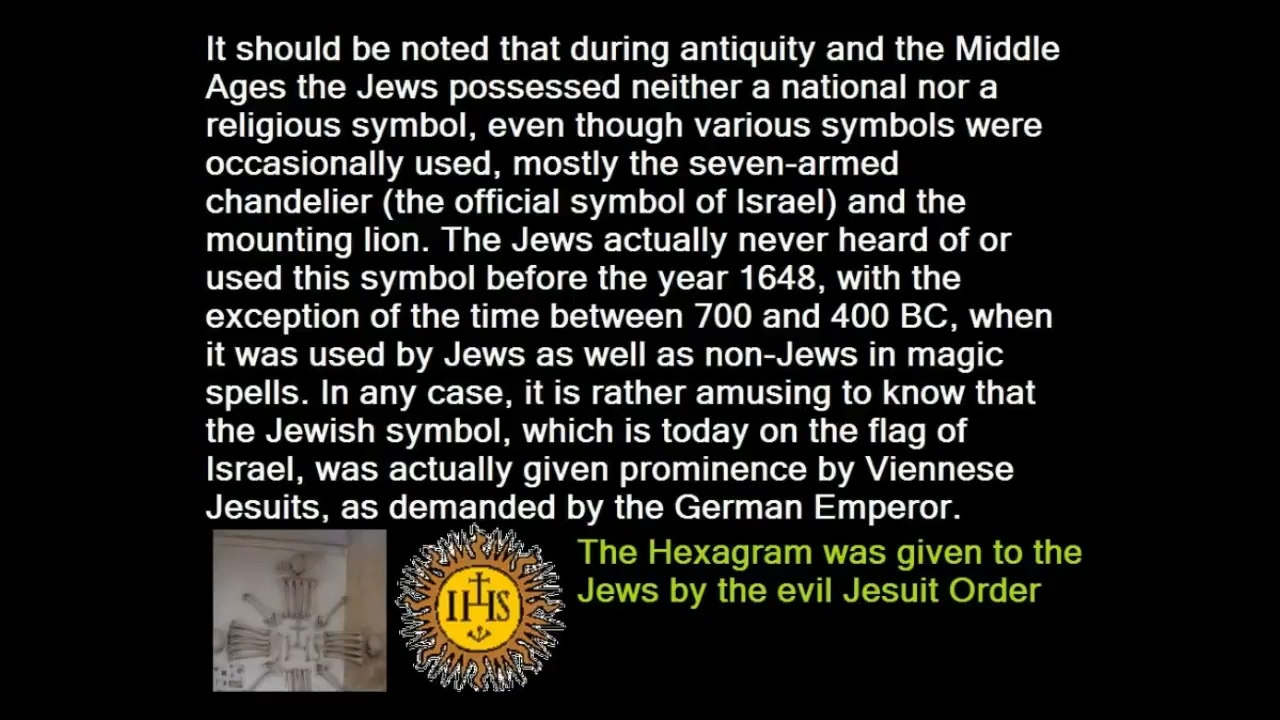 It should be noted that during antiquity and the Middle
Ages the Jews possessed neither a national nor a
religious symbol, even though various symbols were
occasionally used, mostly the seven-armed
chandelier (the official symbol of Israel) and the
mounting lion. The Jews actually never heard of or
used this symbol before the year 1648, with the
exception of the time between 700 and 400 BC, when
it was used by Jews as well as non-Jews in magic
spells. In any case, it is rather amusing to know that
the Jewish symbol, which is today on the flag of
Israel, was actually given prominence by Viennese
Jesuits, as demanded by the German Emperor.
IHS
The Hexagram was given to the
Jews by the evil Jesuit Order